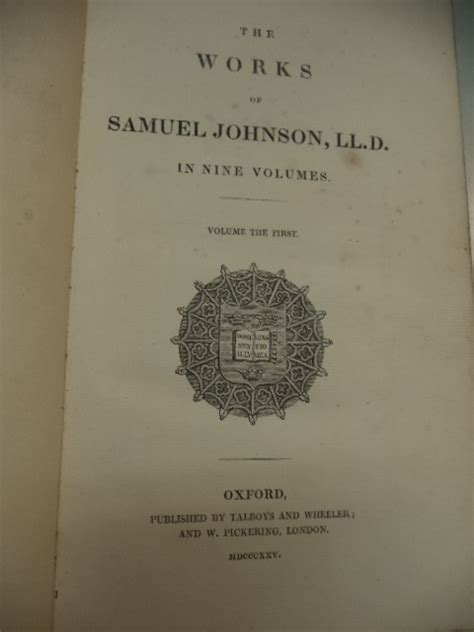 THE
WORKS
OF
SAMUEL JOHNSON, LL.D.
IN NINE VOLUMES.
VOLUME THE FIRST.
OXFORD,
PUBLISHED BY TALBOYS AND WHEELER;
AND W. PICKERING, LONDON.
MDCCCXXV.